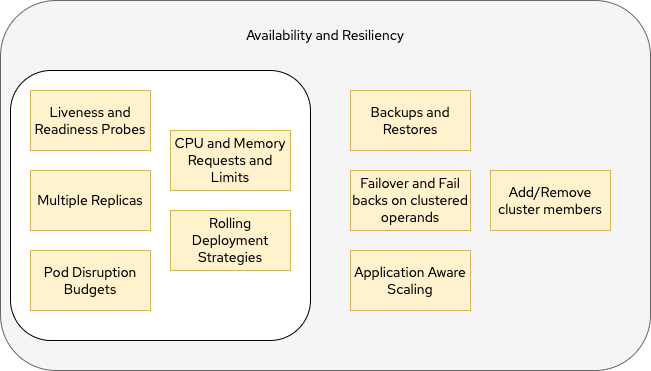 Availability and Resiliency
Liveness and
Readiness Probes
Multiple Replicas
Pod Disruption
Budgets
CPU and Memory
Requests and
Limits
Rolling
Deployment
Strategies
Backups and
Restores
Failover and Fail
backs on clustered
operands
Application Aware
Scaling
Add/Remove
cluster members